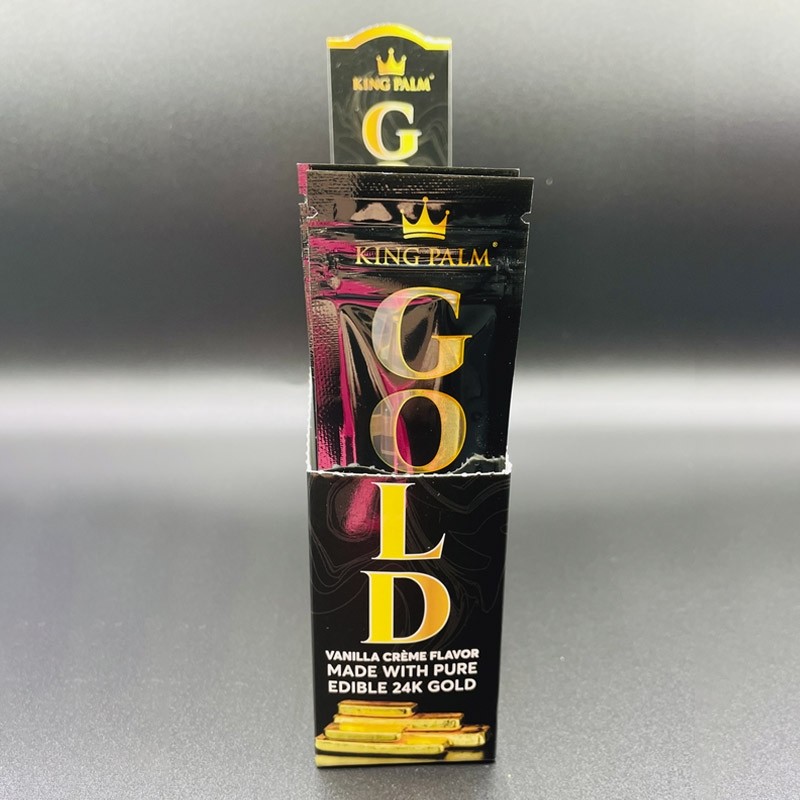 KING PALM®
G
KING PALM®
G
O
L
D
VANILLA CRÈME FLAVOR
MADE WITH PURE
EDIBLE 24K GOLD